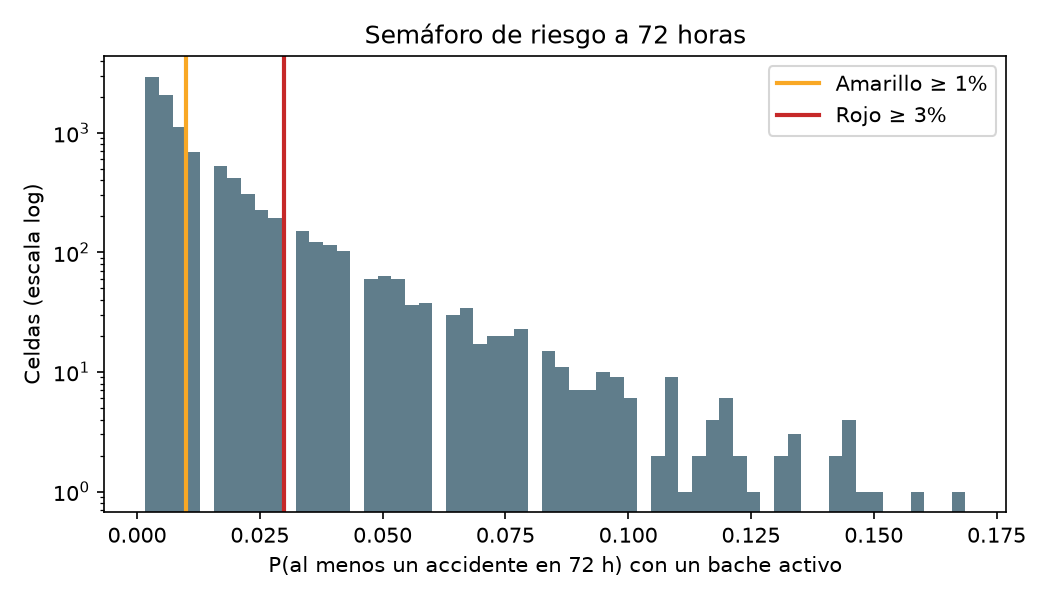 Semáforo de riesgo a 72 horas
Amarillo ≥ 1%
Rojo ≥ 3%
Celdas (escala log)
10³
10²
10¹
10⁰
0.000 0.025 0.050 0.075 0.100 0.125 0.150 0.175
P(al menos un accidente en 72 h) con un bache activo